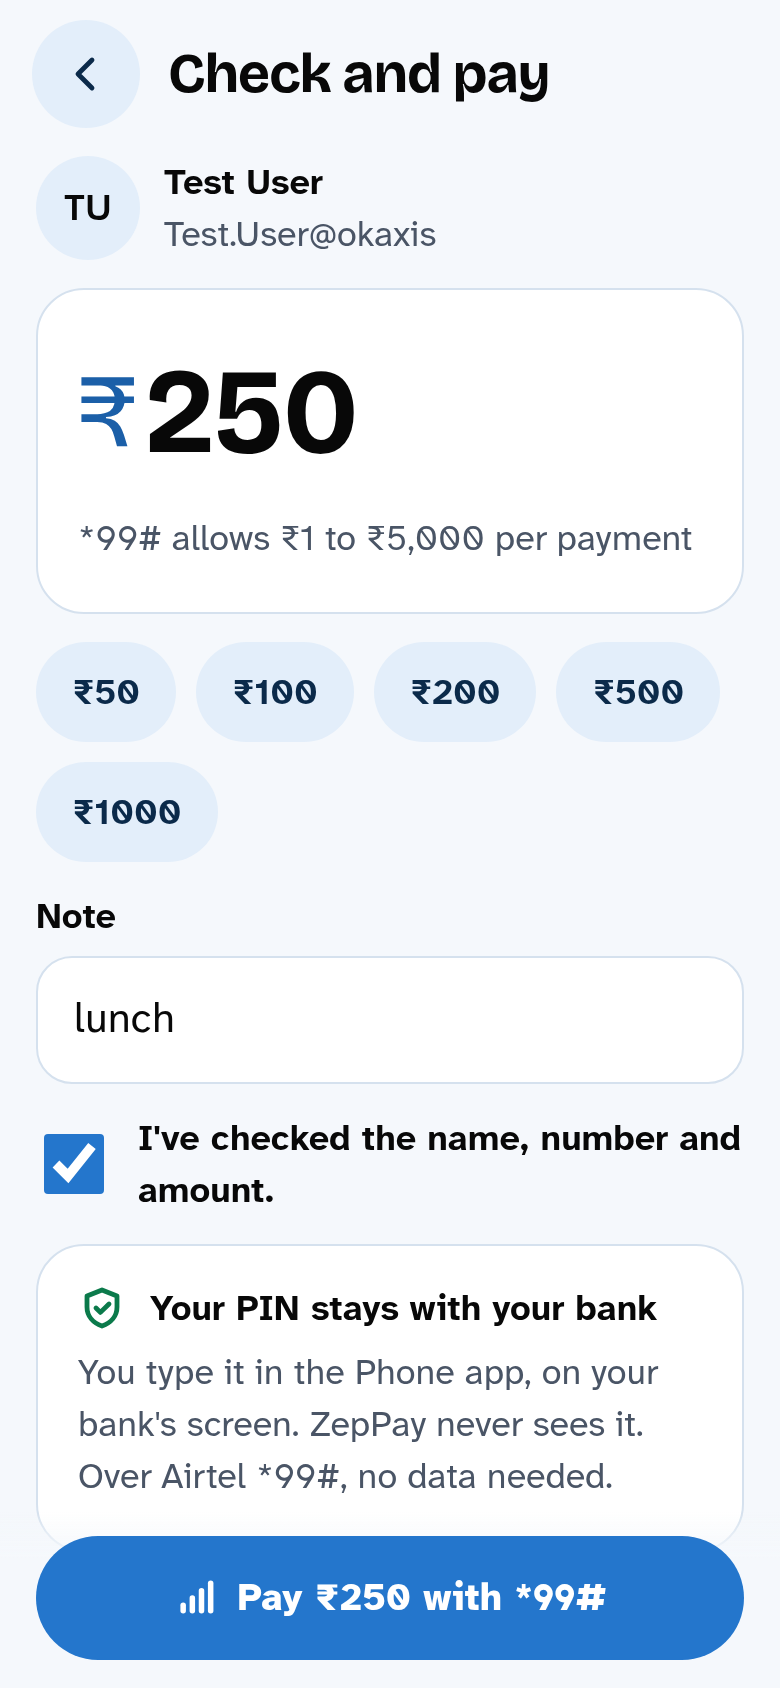 Check and pay
TU
Test User
Test.User@okaxis
₹250
*99# allows ₹1 to ₹5,000 per payment
₹50 ₹100 ₹200 ₹500
₹1000
Note
lunch
I've checked the name, number and
amount.
Your PIN stays with your bank
You type it in the Phone app, on your
bank's screen. ZepPay never sees it.
Over Airtel *99#, no data needed.
Pay ₹250 with *99#